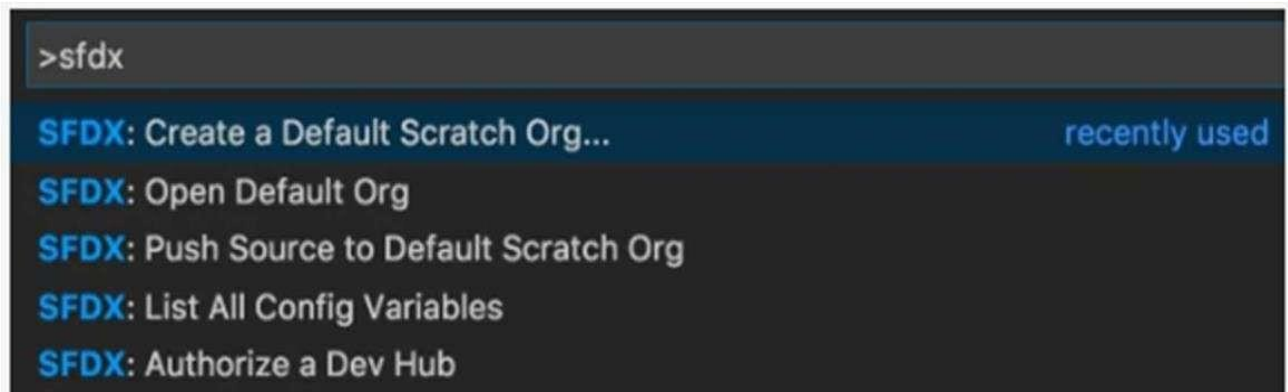 >sfdx
SFDX: Create a Default Scratch Org... recently used
SFDX: Open Default Org
SFDX: Push Source to Default Scratch Org
SFDX: List All Config Variables
SFDX: Authorize a Dev Hub